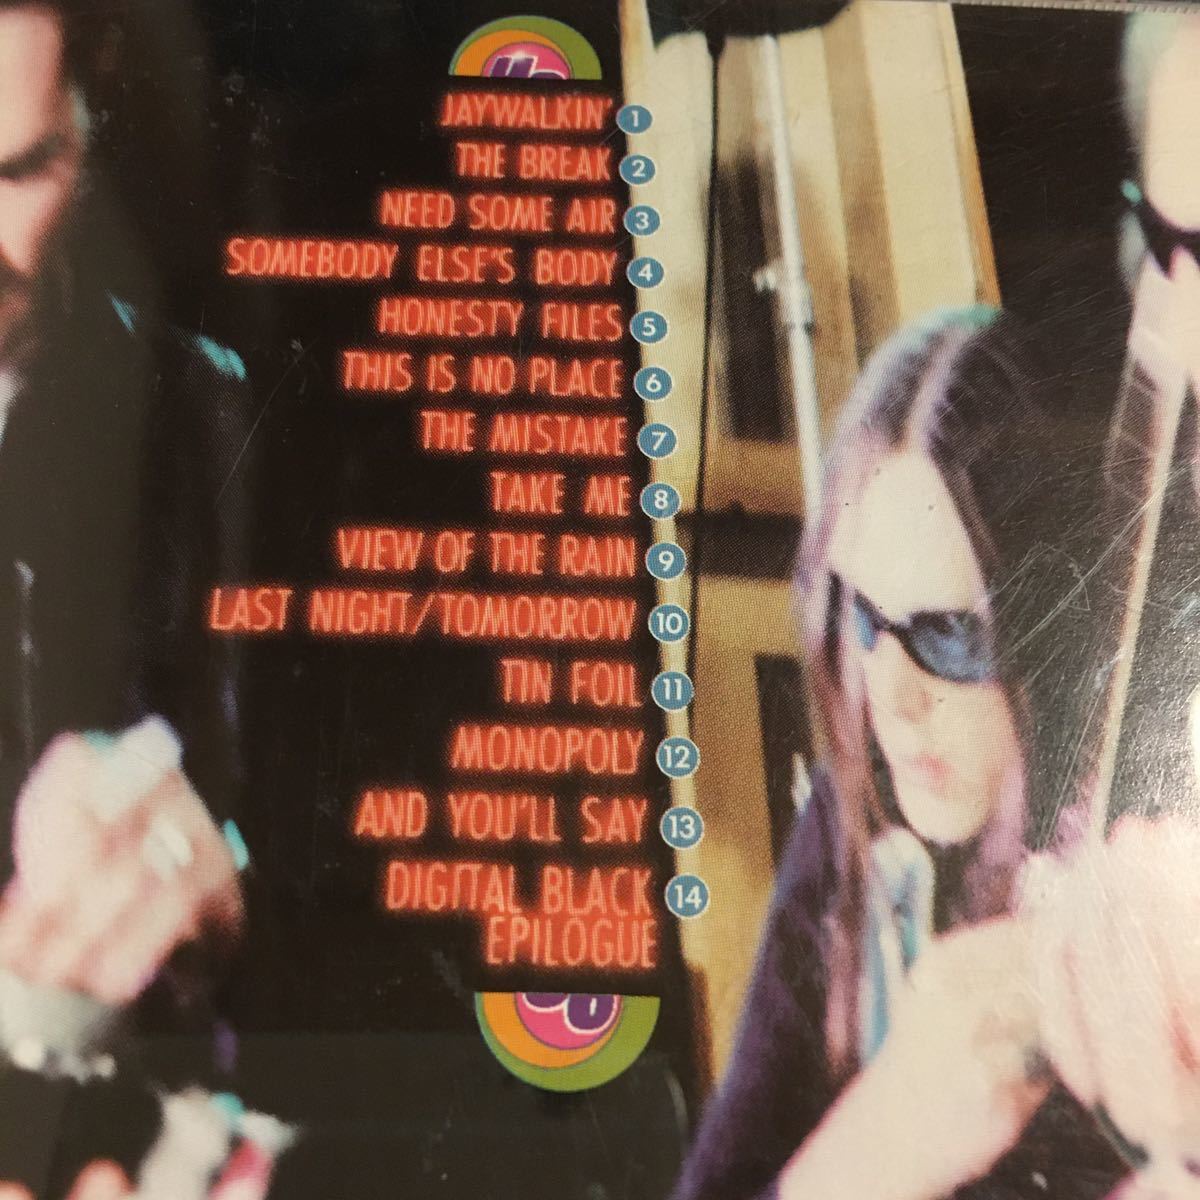 JAYWALKIN' 1
THE BREAK 2
NEED SOME AIR 3
SOMEBODY ELSE'S BODY 4
HONESTY FILES 5
THIS IS NO PLACE 6
THE MISTAKE 7
TAKE ME 8
VIEW OF THE RAIN 9
LAST NIGHT/TOMORROW 10
TIN FOIL 11
MONOPOLY 12
AND YOU'LL SAY 13
DIGITAL BLACK 14
EPILOGUE